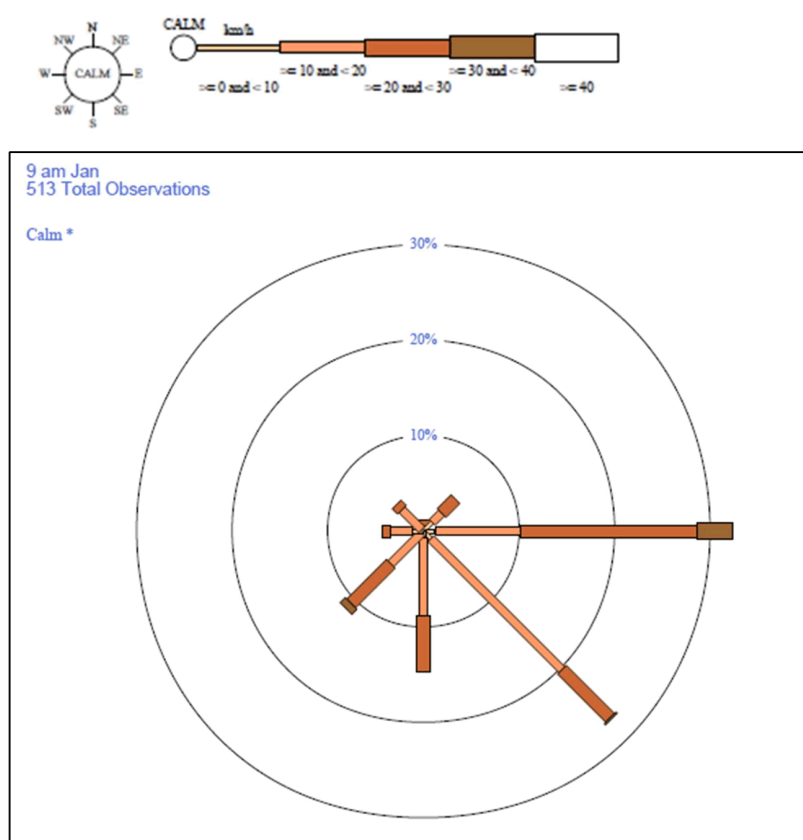 CALM
km/h
>= 0 and < 10
>= 10 and < 20
>= 20 and < 30
>= 30 and < 40
>= 40
N
NW
NE
W
CALM
E
SW
SE
S
9 am Jan
513 Total Observations
Calm *
30%
20%
10%